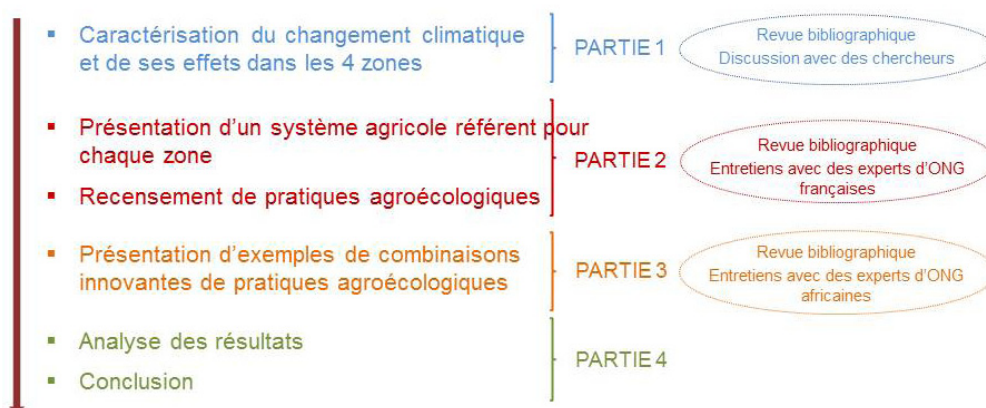 ▪ Caractérisation du changement climatique
et de ses effets dans les 4 zones
PARTIE 1
Revue bibliographique
Discussion avec des chercheurs
▪ Présentation d’un système agricole référent pour
chaque zone
▪ Recensement de pratiques agroécologiques
PARTIE 2
Revue bibliographique
Entretiens avec des experts d’ONG
françaises
▪ Présentation d’exemples de combinaisons
innovantes de pratiques agroécologiques
PARTIE 3
Revue bibliographique
Entretiens avec des experts d’ONG
africaines
▪ Analyse des résultats
▪ Conclusion
PARTIE 4